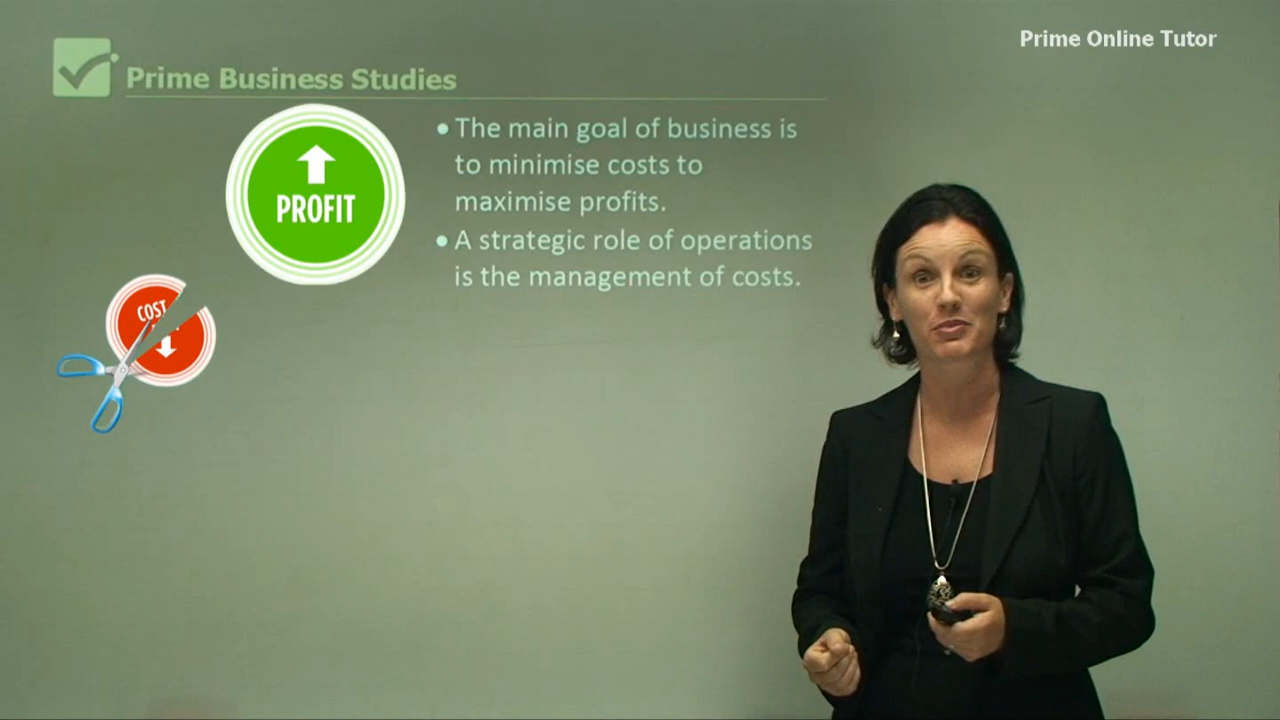 Prime Online Tutor
Prime Business Studies
PROFIT
• The main goal of business is
to minimise costs to
maximise profits.
• A strategic role of operations
is the management of costs.
COST